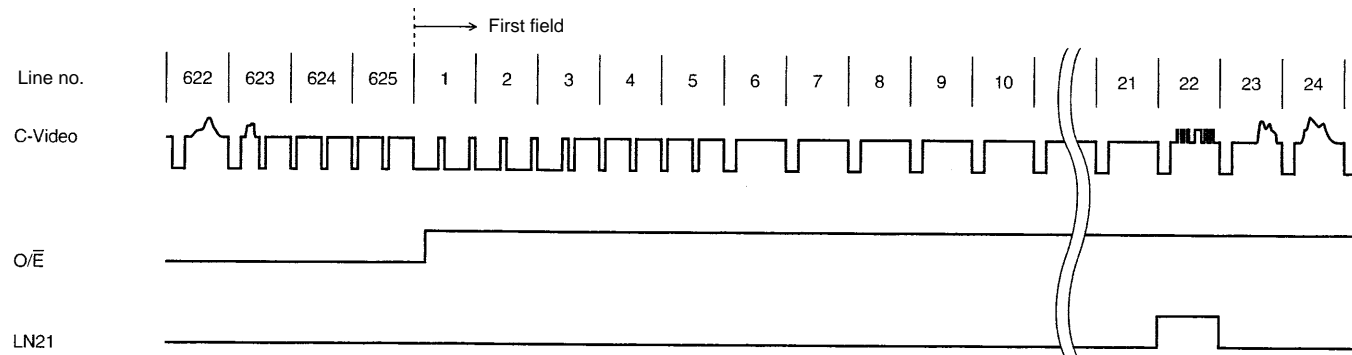 First field
Line no. 622 623 624 625 1 2 3 4 5 6 7 8 9 10 21 22 23 24
C-Video
O/E̅
LN21